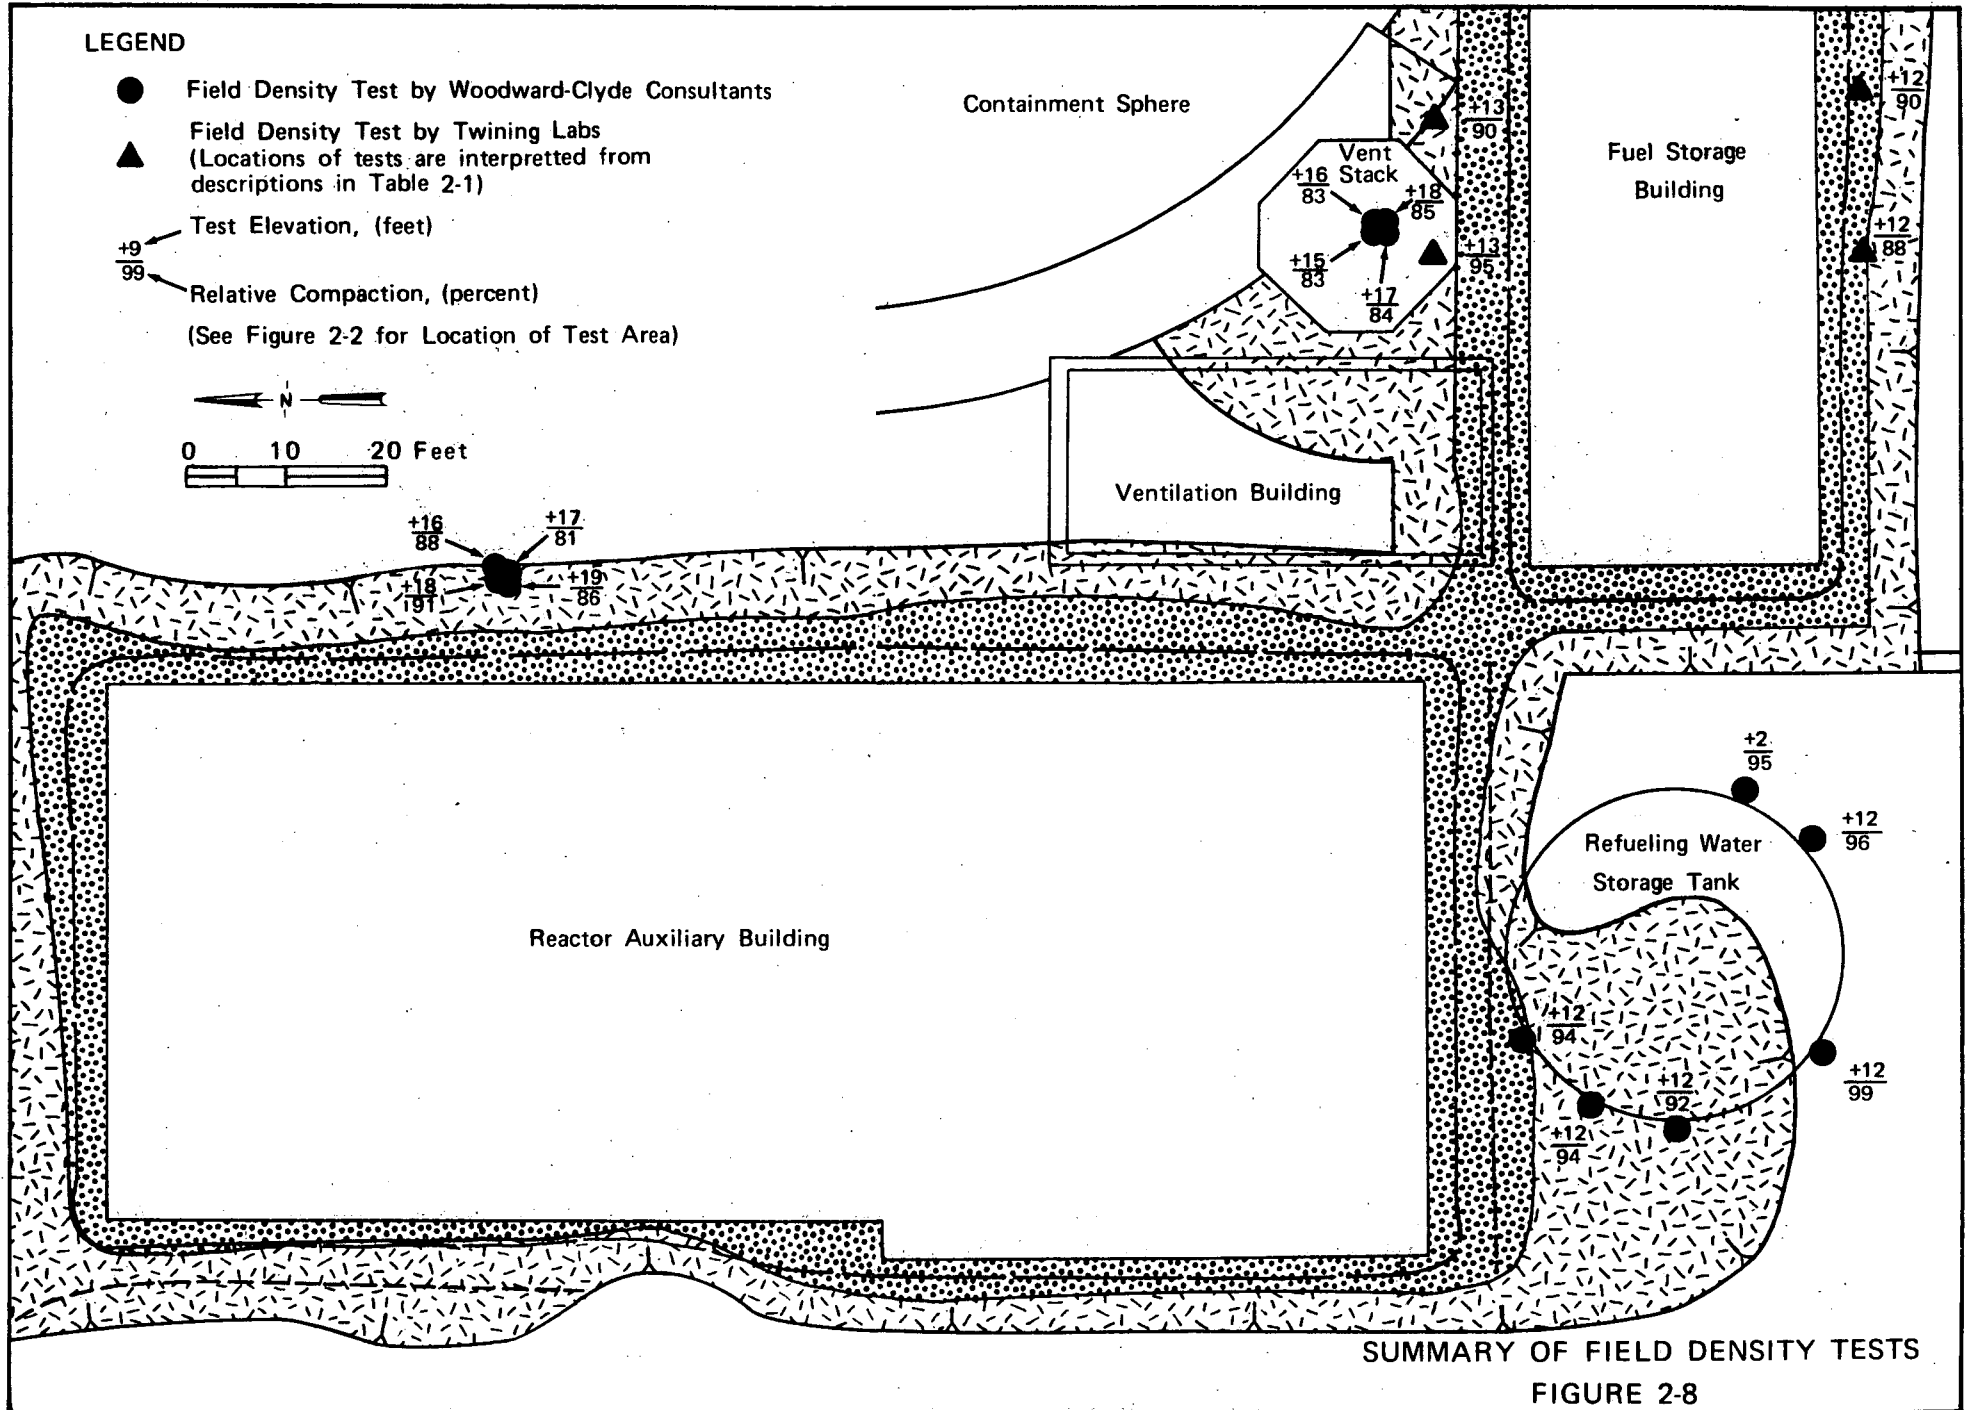 LEGEND
Field Density Test by Woodward-Clyde Consultants
Field Density Test by Twining Labs
(Locations of tests are interpretted from
descriptions in Table 2-1)
+9
99
Test Elevation, (feet)
Relative Compaction, (percent)
(See Figure 2-2 for Location of Test Area)
N
0 10 20 Feet
Containment Sphere
Vent
Stack
+16
83
+18
85
+15
83
+17
84
+13
90
+13
95
Fuel Storage
Building
+12
90
+12
88
Ventilation Building
+16
88
+17
81
+18
91
+19
86
Reactor Auxiliary Building
+2
95
+12
96
Refueling Water
Storage Tank
+12
94
+12
92
+12
99
+12
94
SUMMARY OF FIELD DENSITY TESTS
FIGURE 2-8